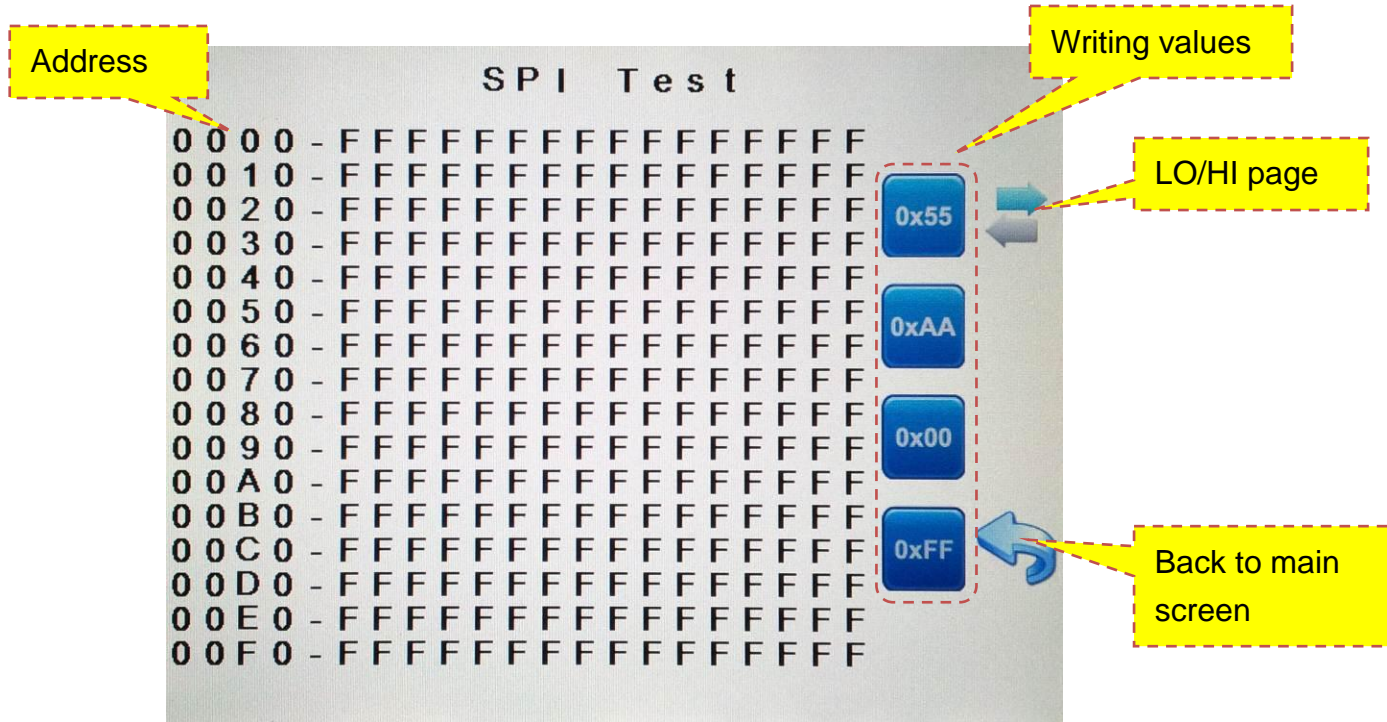 Address
Writing values
SPI Test
LO/HI page
0000-FFFFFFFFFFFFFFFF
0010-FFFFFFFFFFFFFFFF
0020-FFFFFFFFFFFFFFFF
0030-FFFFFFFFFFFFFFFF
0040-FFFFFFFFFFFFFFFF
0050-FFFFFFFFFFFFFFFF
0060-FFFFFFFFFFFFFFFF
0070-FFFFFFFFFFFFFFFF
0080-FFFFFFFFFFFFFFFF
0090-FFFFFFFFFFFFFFFF
00A0-FFFFFFFFFFFFFFFF
00B0-FFFFFFFFFFFFFFFF
00C0-FFFFFFFFFFFFFFFF
00D0-FFFFFFFFFFFFFFFF
00E0-FFFFFFFFFFFFFFFF
00F0-FFFFFFFFFFFFFFFF
0x55
0xAA
0x00
0xFF
Back to main
screen